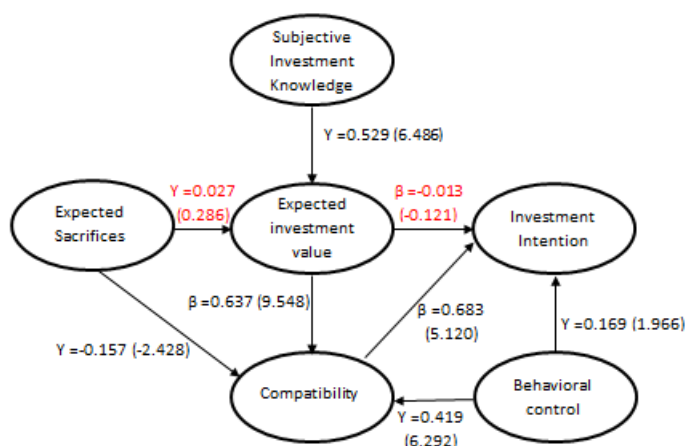 Subjective
Investment
Knowledge
Y =0.529 (6.486)
Y =0.027
(0.286)
β =-0.013
(-0.121)
Expected
Sacrifices
Expected
investment
value
Investment
Intention
β =0.637 (9.548)
β =0.683
(5.120)
Y =0.169 (1.966)
Y =-0.157 (-2.428)
Compatibility
Behavioral
control
Y =0.419
(6.292)